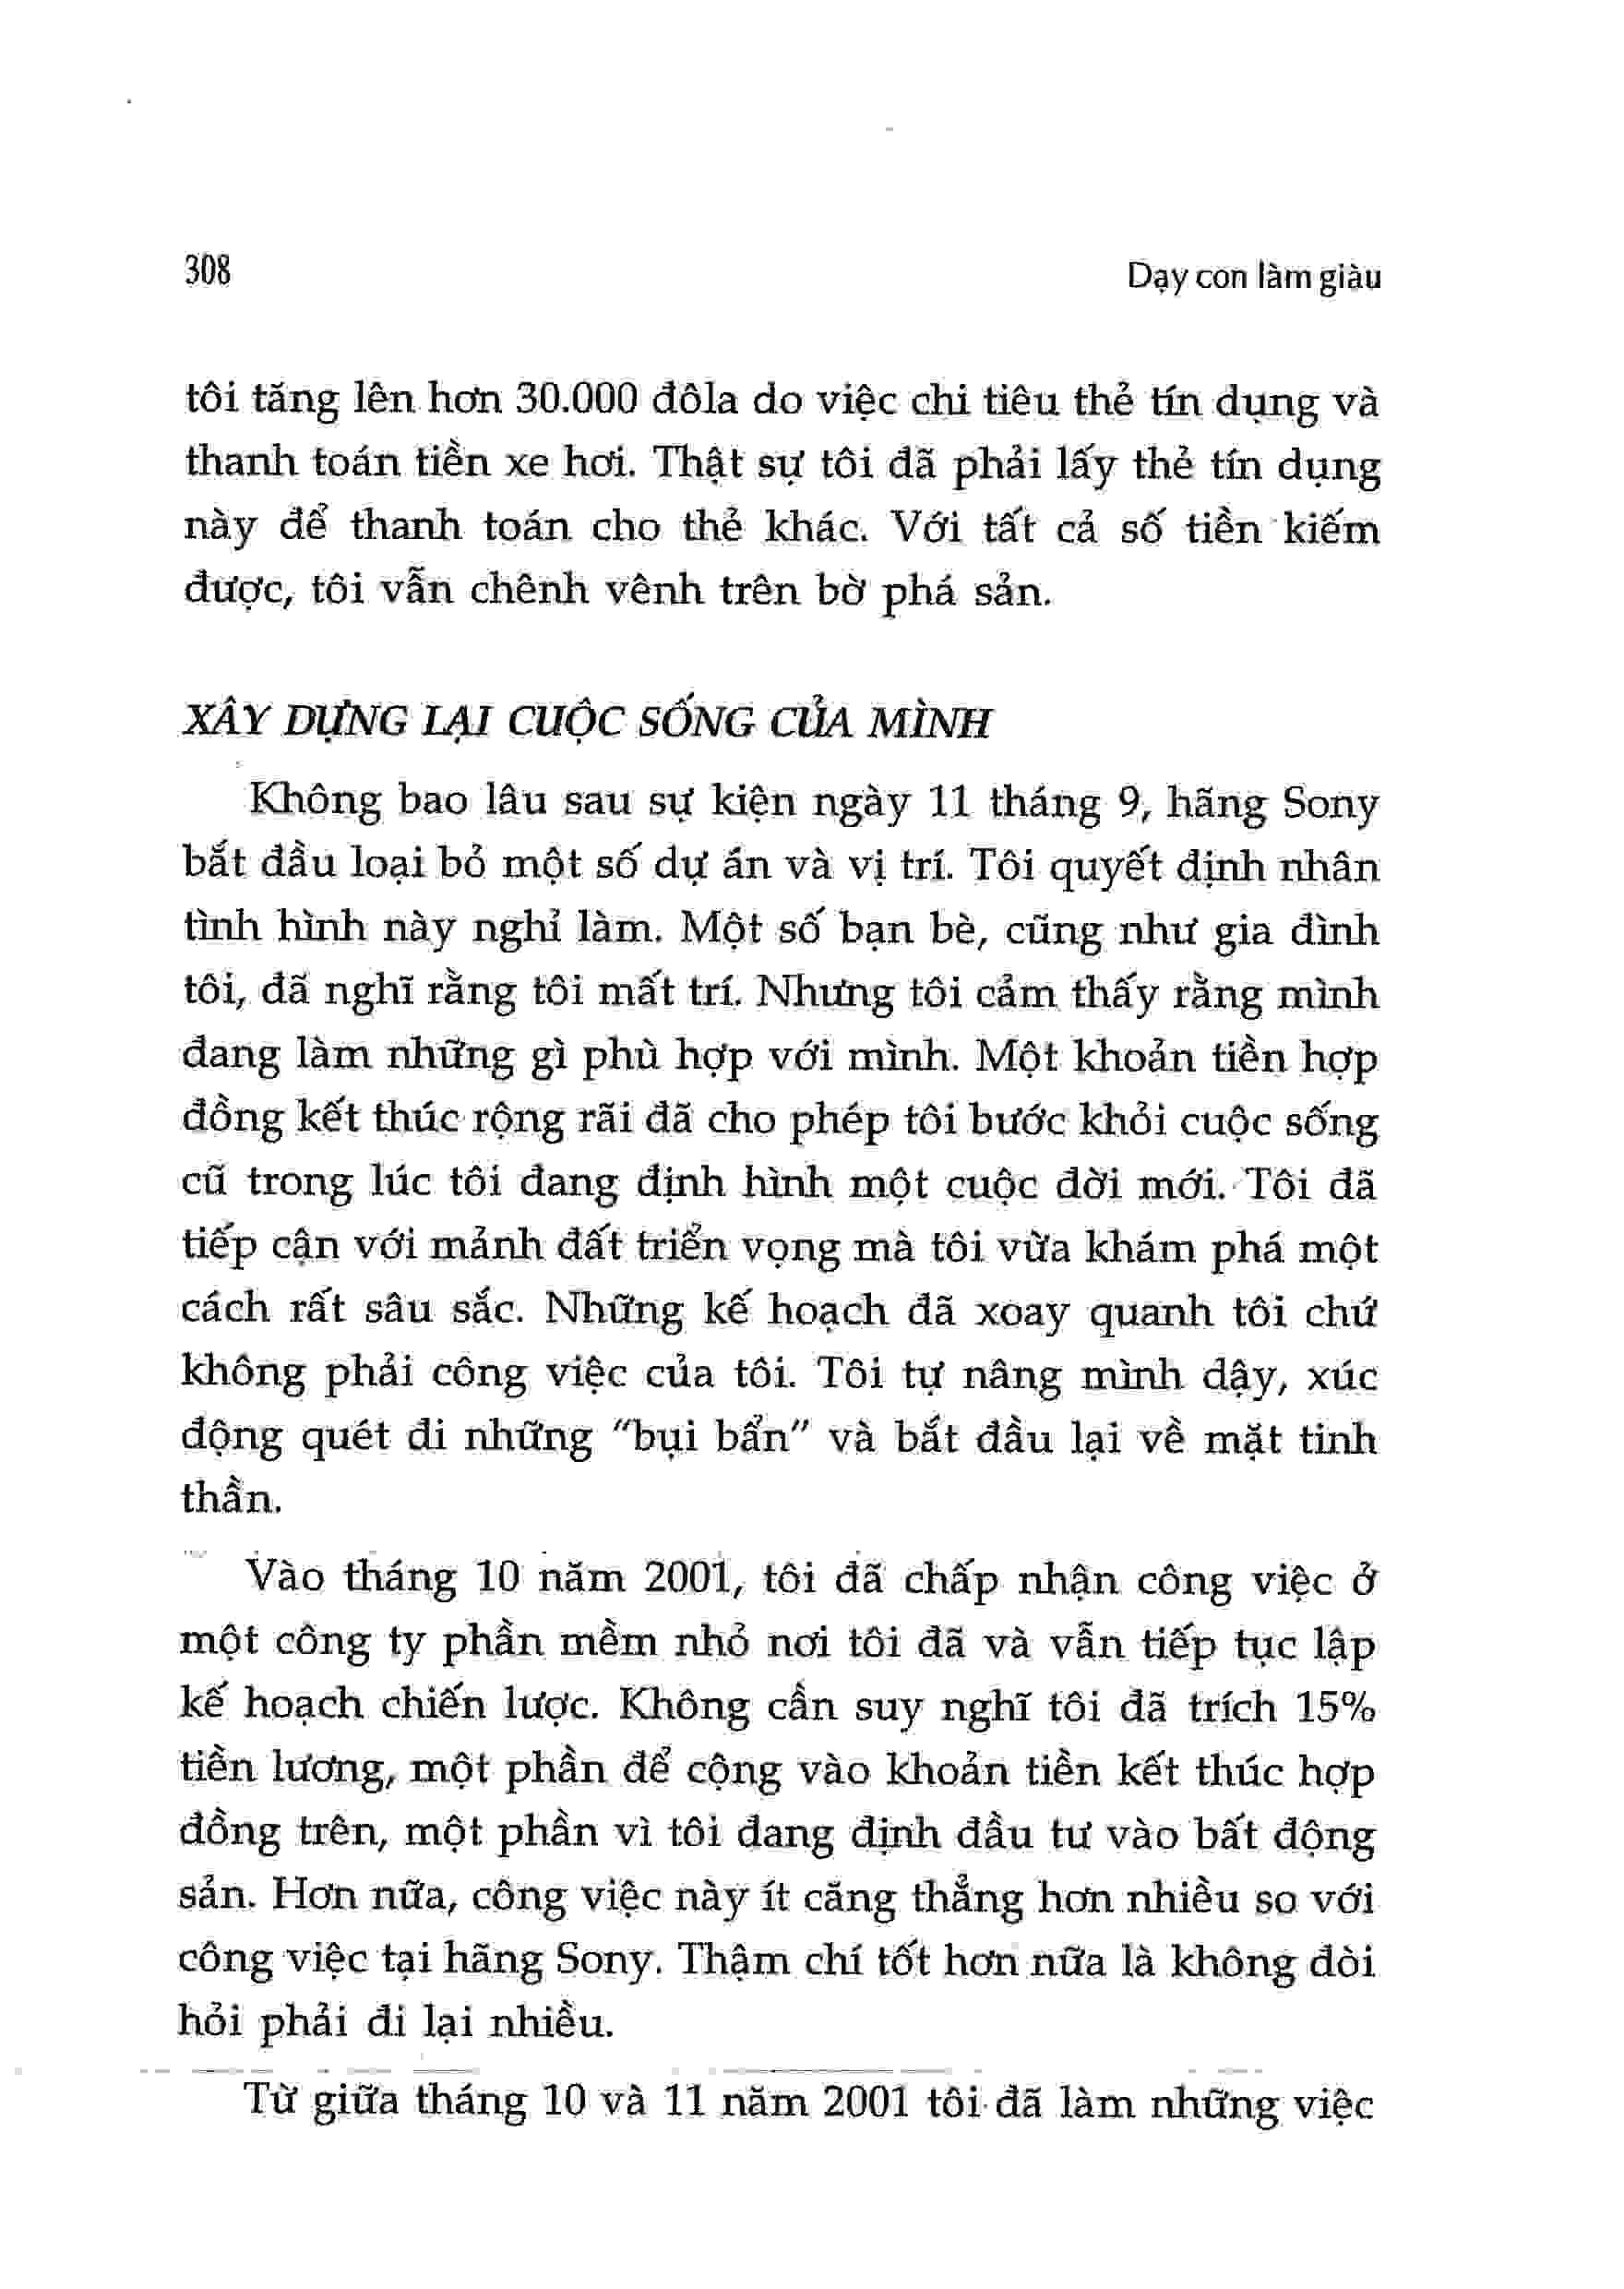 308
Dạy con làm giàu
tôi tăng lên hơn 30.000 đôla do việc chi tiêu thẻ tín dụng và
thanh toán tiền xe hơi. Thật sự tôi đã phải lấy thẻ tín dụng
này để thanh toán cho thẻ khác. Với tất cả số tiền kiếm
được, tôi vẫn chênh vênh trên bờ phá sản.
XÂY DỰNG LẠI CUỘC SỐNG CỦA MÌNH
Không bao lâu sau sự kiện ngày 11 tháng 9, hãng Sony
bắt đầu loại bỏ một số dự án và vị trí. Tôi quyết định nhân
tình hình này nghỉ làm. Một số bạn bè, cũng như gia đình
tôi, đã nghĩ rằng tôi mất trí. Nhưng tôi cảm thấy rằng mình
đang làm những gì phù hợp với mình. Một khoản tiền hợp
đồng kết thúc rộng rãi đã cho phép tôi bước khỏi cuộc sống
cũ trong lúc tôi đang định hình một cuộc đời mới. Tôi đã
tiếp cận với mảnh đất triển vọng mà tôi vừa khám phá một
cách rất sâu sắc. Những kế hoạch đã xoay quanh tôi chứ
không phải công việc của tôi. Tôi tự nâng mình dậy, xúc
động quét đi những "bụi bẩn" và bắt đầu lại về mặt tinh
thần.
Vào tháng 10 năm 2001, tôi đã chấp nhận công việc ở
một công ty phần mềm nhỏ nơi tôi đã và vẫn tiếp tục lập
kế hoạch chiến lược. Không cần suy nghĩ tôi đã trích 15%
tiền lương, một phần để cộng vào khoản tiền kết thúc hợp
đồng trên, một phần vì tôi đang định đầu tư vào bất động
sản. Hơn nữa, công việc này ít căng thẳng hơn nhiều so với
công việc tại hãng Sony. Thậm chí tốt hơn nữa là không đòi
hỏi phải đi lại nhiều.
Từ giữa tháng 10 và 11 năm 2001 tôi đã làm những việc